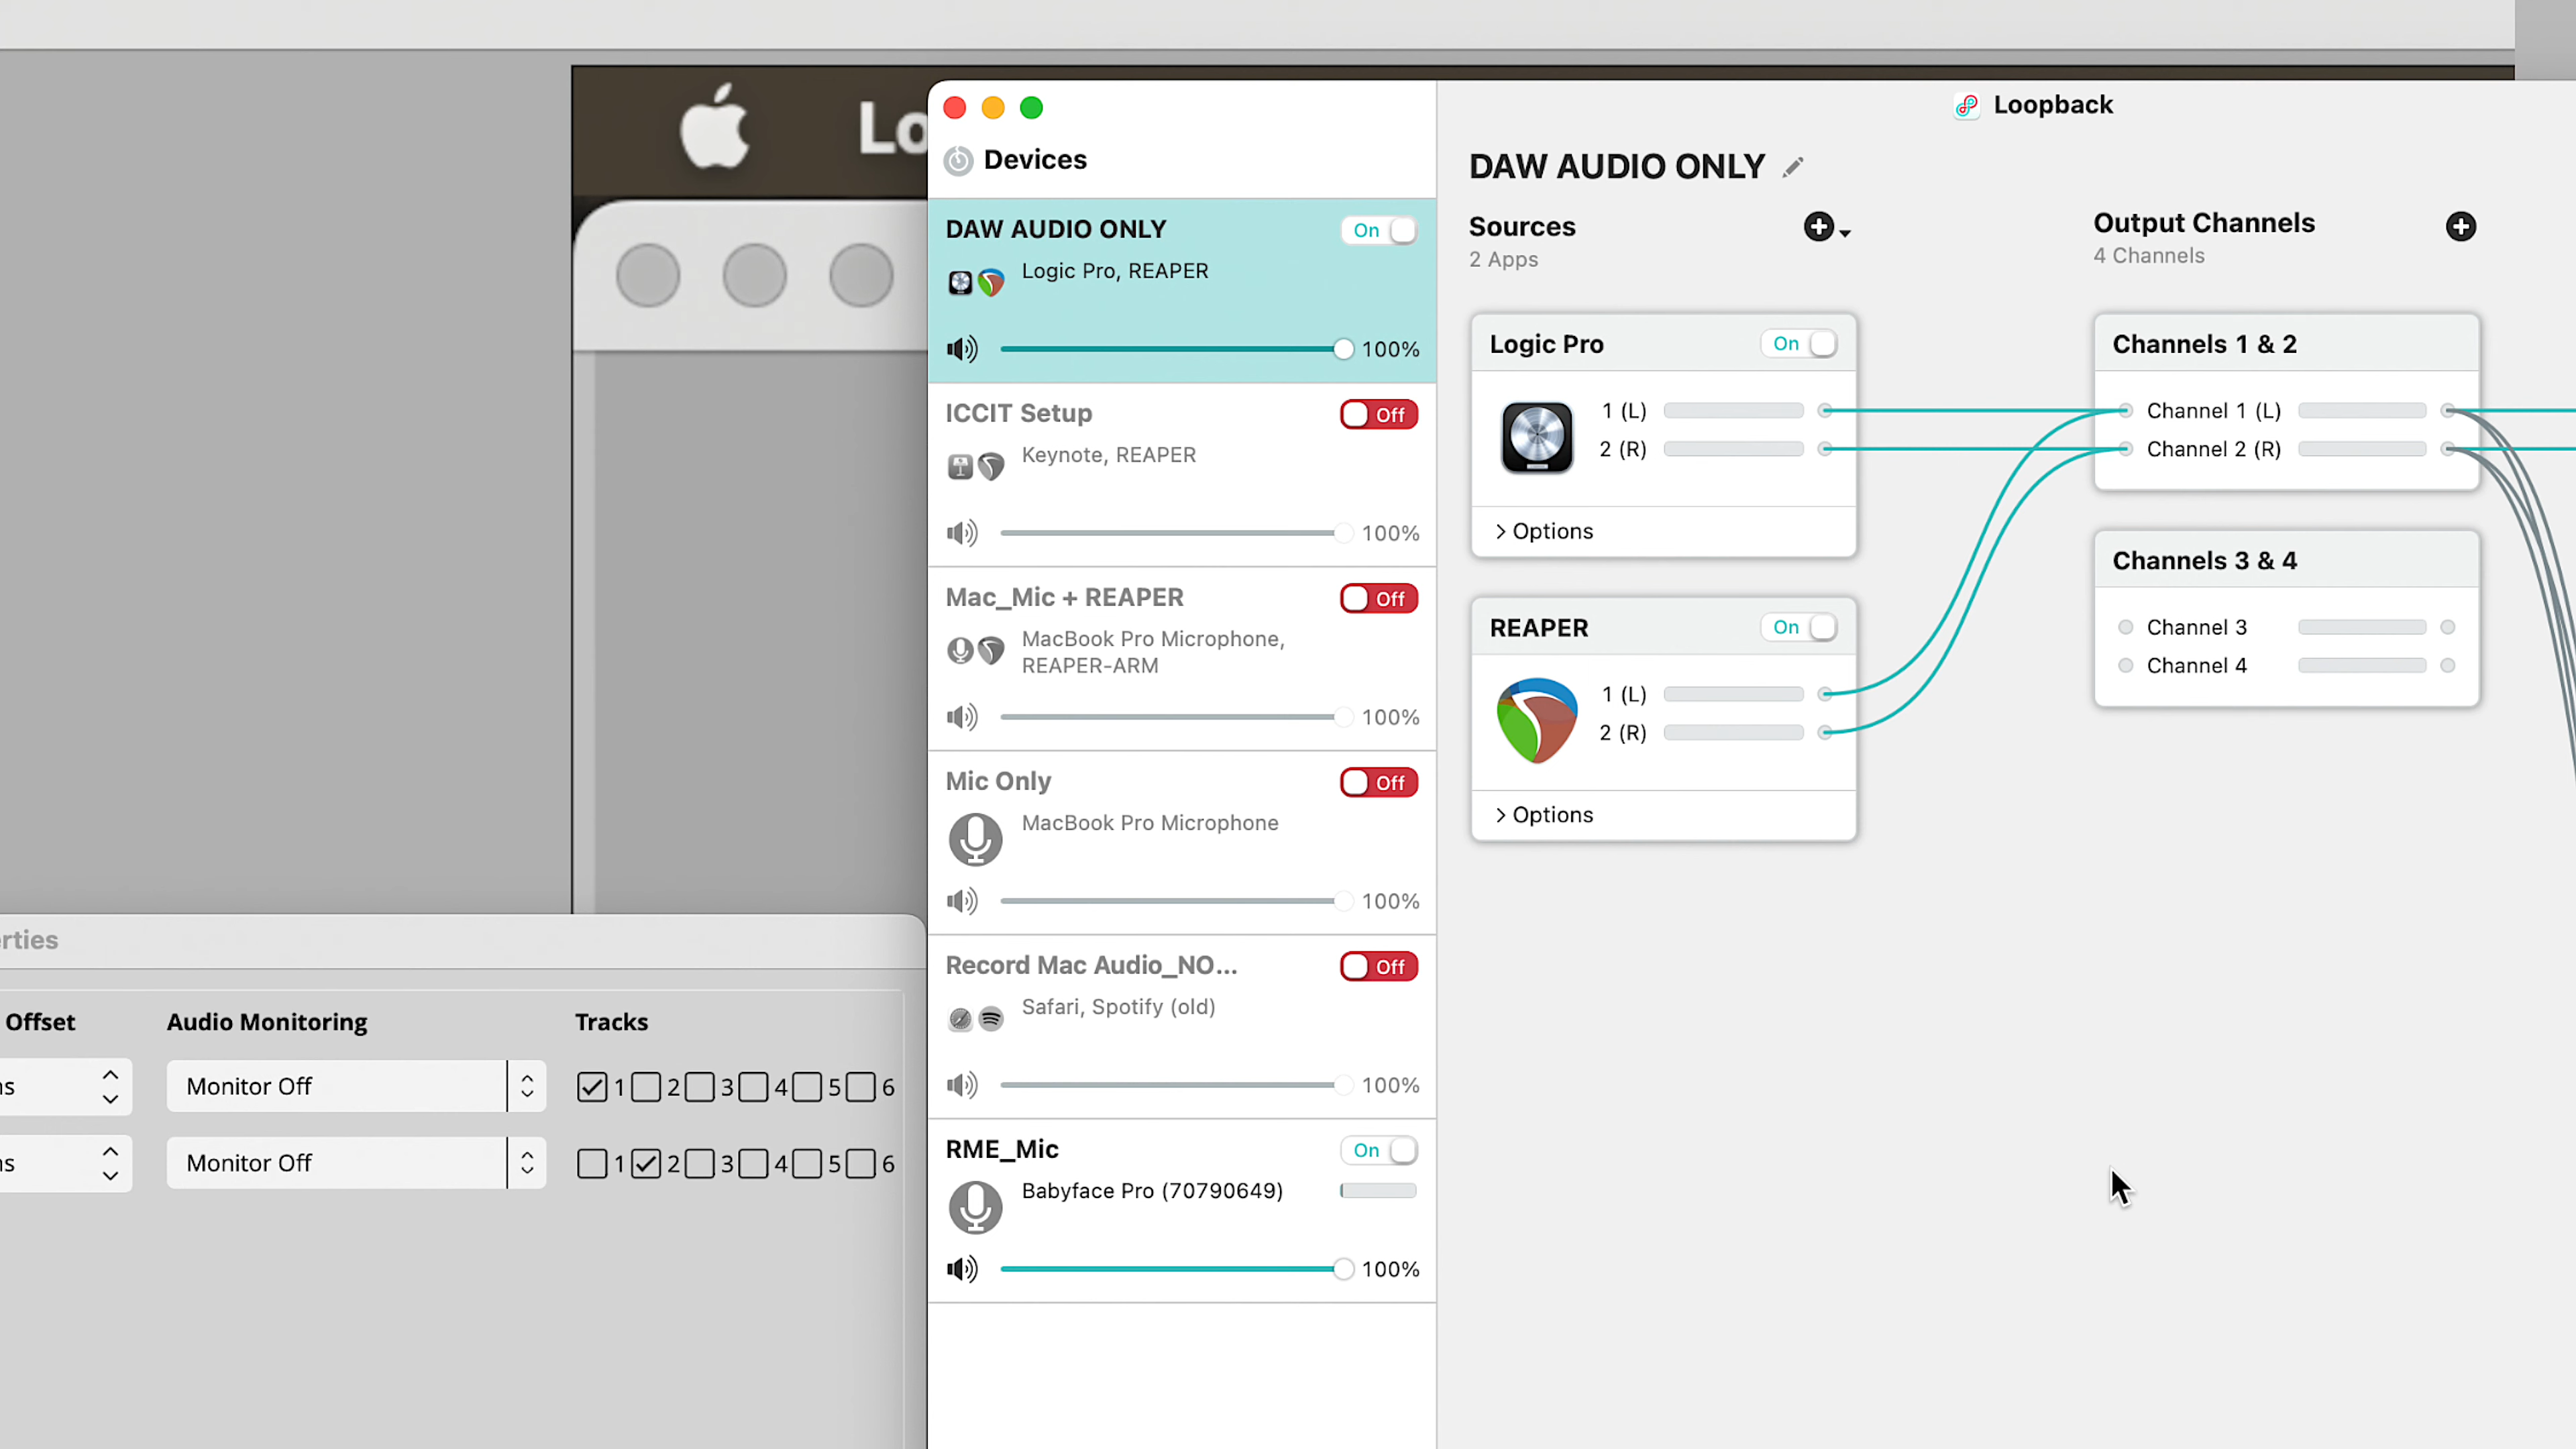 Lo
Loopback
Devices
DAW AUDIO ONLY
On
Logic Pro, REAPER
100%
ICCIT Setup
Off
Keynote, REAPER
100%
Mac_Mic + REAPER
Off
MacBook Pro Microphone,
REAPER-ARM
100%
Mic Only
Off
MacBook Pro Microphone
100%
Record Mac Audio_NO...
Off
Safari, Spotify (old)
100%
RME_Mic
On
Babyface Pro (70790649)
100%
DAW AUDIO ONLY
Sources
2 Apps
Logic Pro
On
1 (L)
2 (R)
> Options
REAPER
On
1 (L)
2 (R)
> Options
Output Channels
4 Channels
Channels 1 & 2
Channel 1 (L)
Channel 2 (R)
Channels 3 & 4
Channel 3
Channel 4
erties
Offset Audio Monitoring Tracks
ns Monitor Off 1 2 3 4 5 6
ns Monitor Off 1 2 3 4 5 6